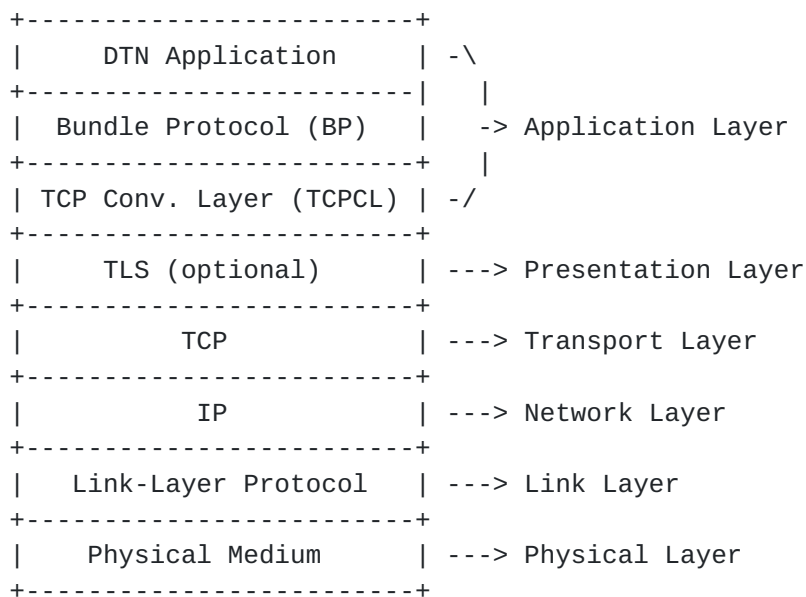 +-------------------------+
|     DTN Application     | -\
+-------------------------|   |
|  Bundle Protocol (BP)   |   -> Application Layer
+-------------------------+   |
| TCP Conv. Layer (TCPCL) | -/
+-------------------------+
|     TLS (optional)      | ---> Presentation Layer
+-------------------------+
|          TCP            | ---> Transport Layer
+-------------------------+
|           IP            | ---> Network Layer
+-------------------------+
|   Link-Layer Protocol   | ---> Link Layer
+-------------------------+
|    Physical Medium      | ---> Physical Layer
+-------------------------+